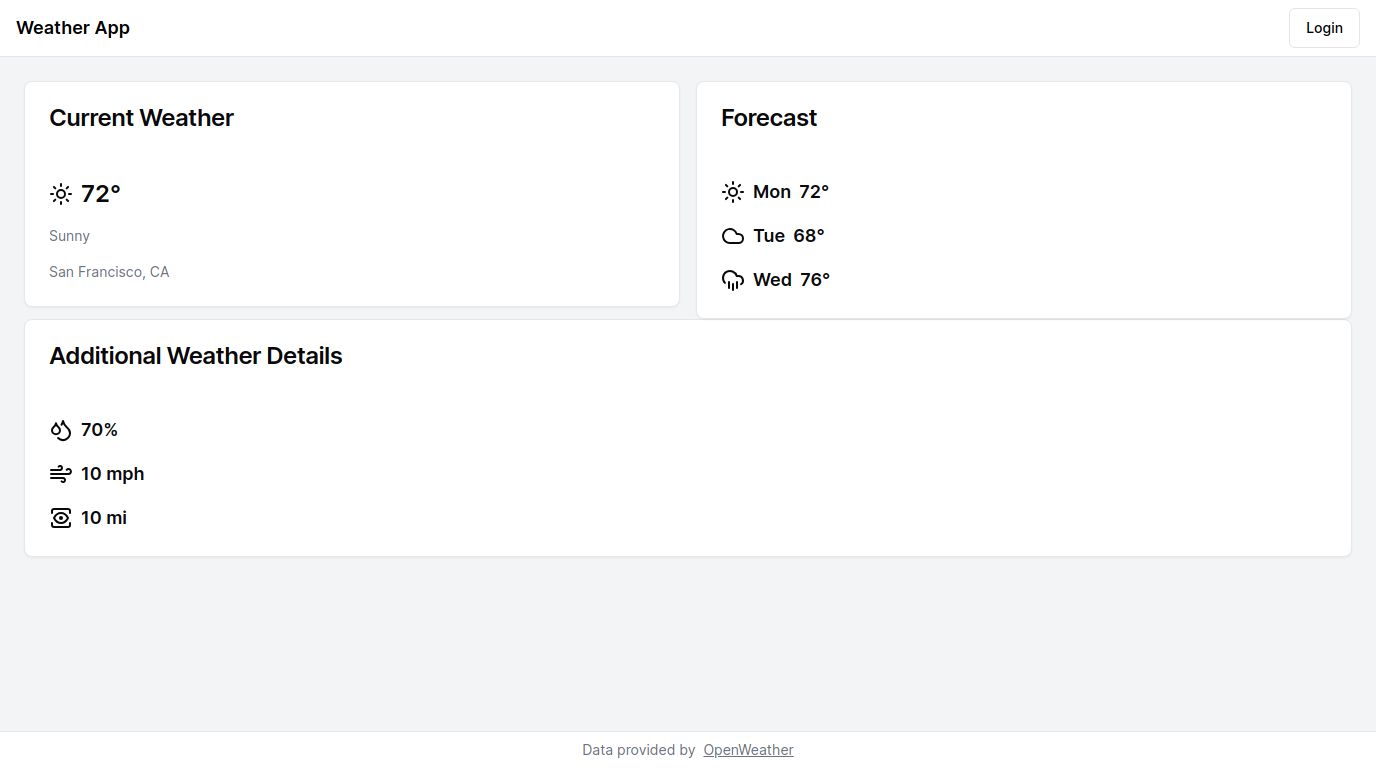 Weather App
Login
Current Weather
72°
Sunny
San Francisco, CA
Forecast
Mon 72°
Tue 68°
Wed 76°
Additional Weather Details
70%
10 mph
10 mi
Data provided by OpenWeather